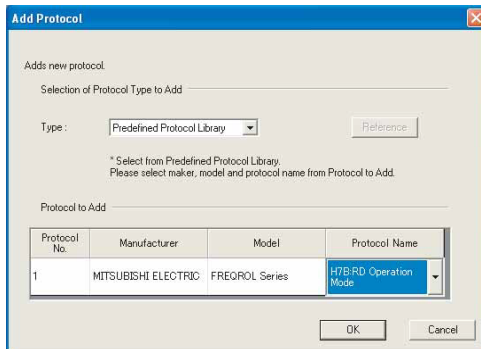 Add Protocol
Adds new protocol.
Selection of Protocol Type to Add
Type :
Predefined Protocol Library
Reference
* Select from Predefined Protocol Library.
Please select maker, model and protocol name from Protocol to Add.
Protocol to Add
Protocol No.
Manufacturer
Model
Protocol Name
1
MITSUBISHI ELECTRIC
FREQROL Series
H7B:RD Operation Mode
OK
Cancel